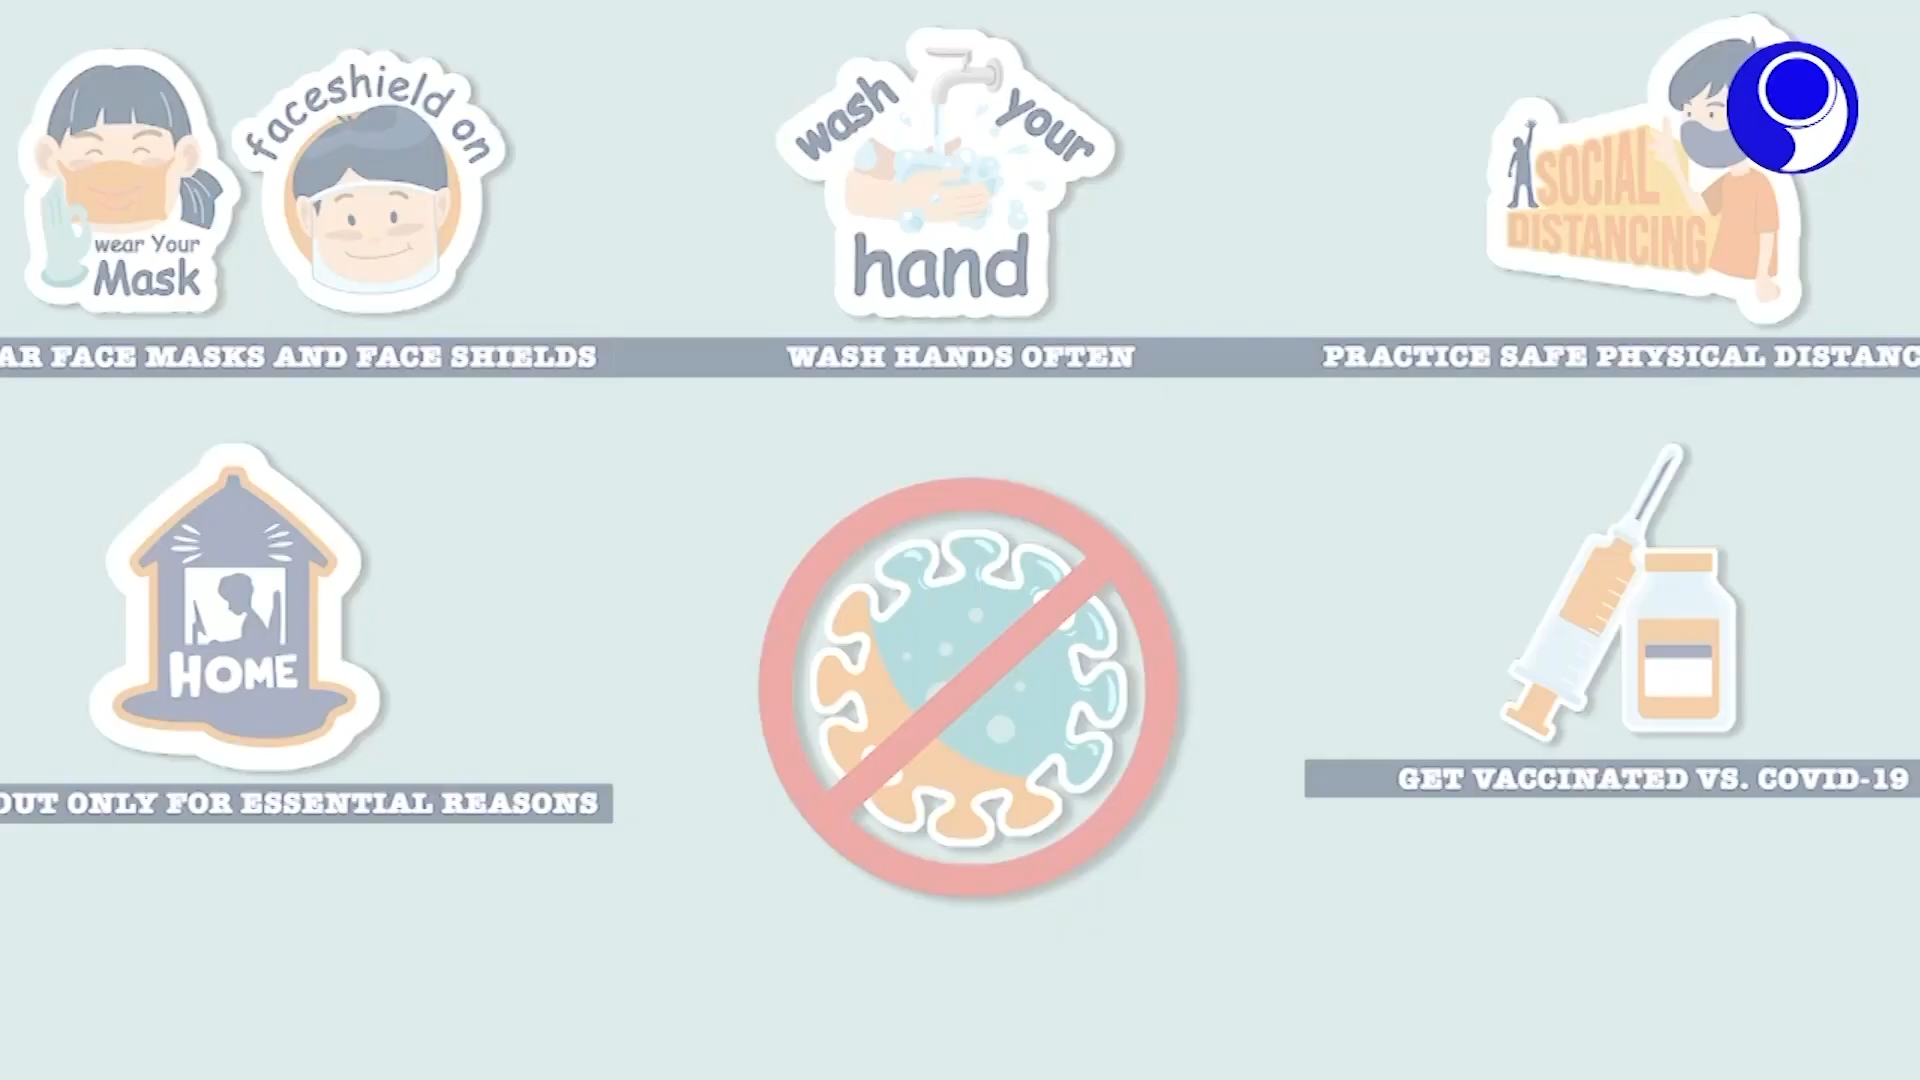 faceshield on
wear Your
Mask
wash your
hand
SOCIAL
DISTANCING
AR FACE MASKS AND FACE SHIELDS
WASH HANDS OFTEN
PRACTICE SAFE PHYSICAL DISTANC
HOME
OUT ONLY FOR ESSENTIAL REASONS
GET VACCINATED VS. COVID-19